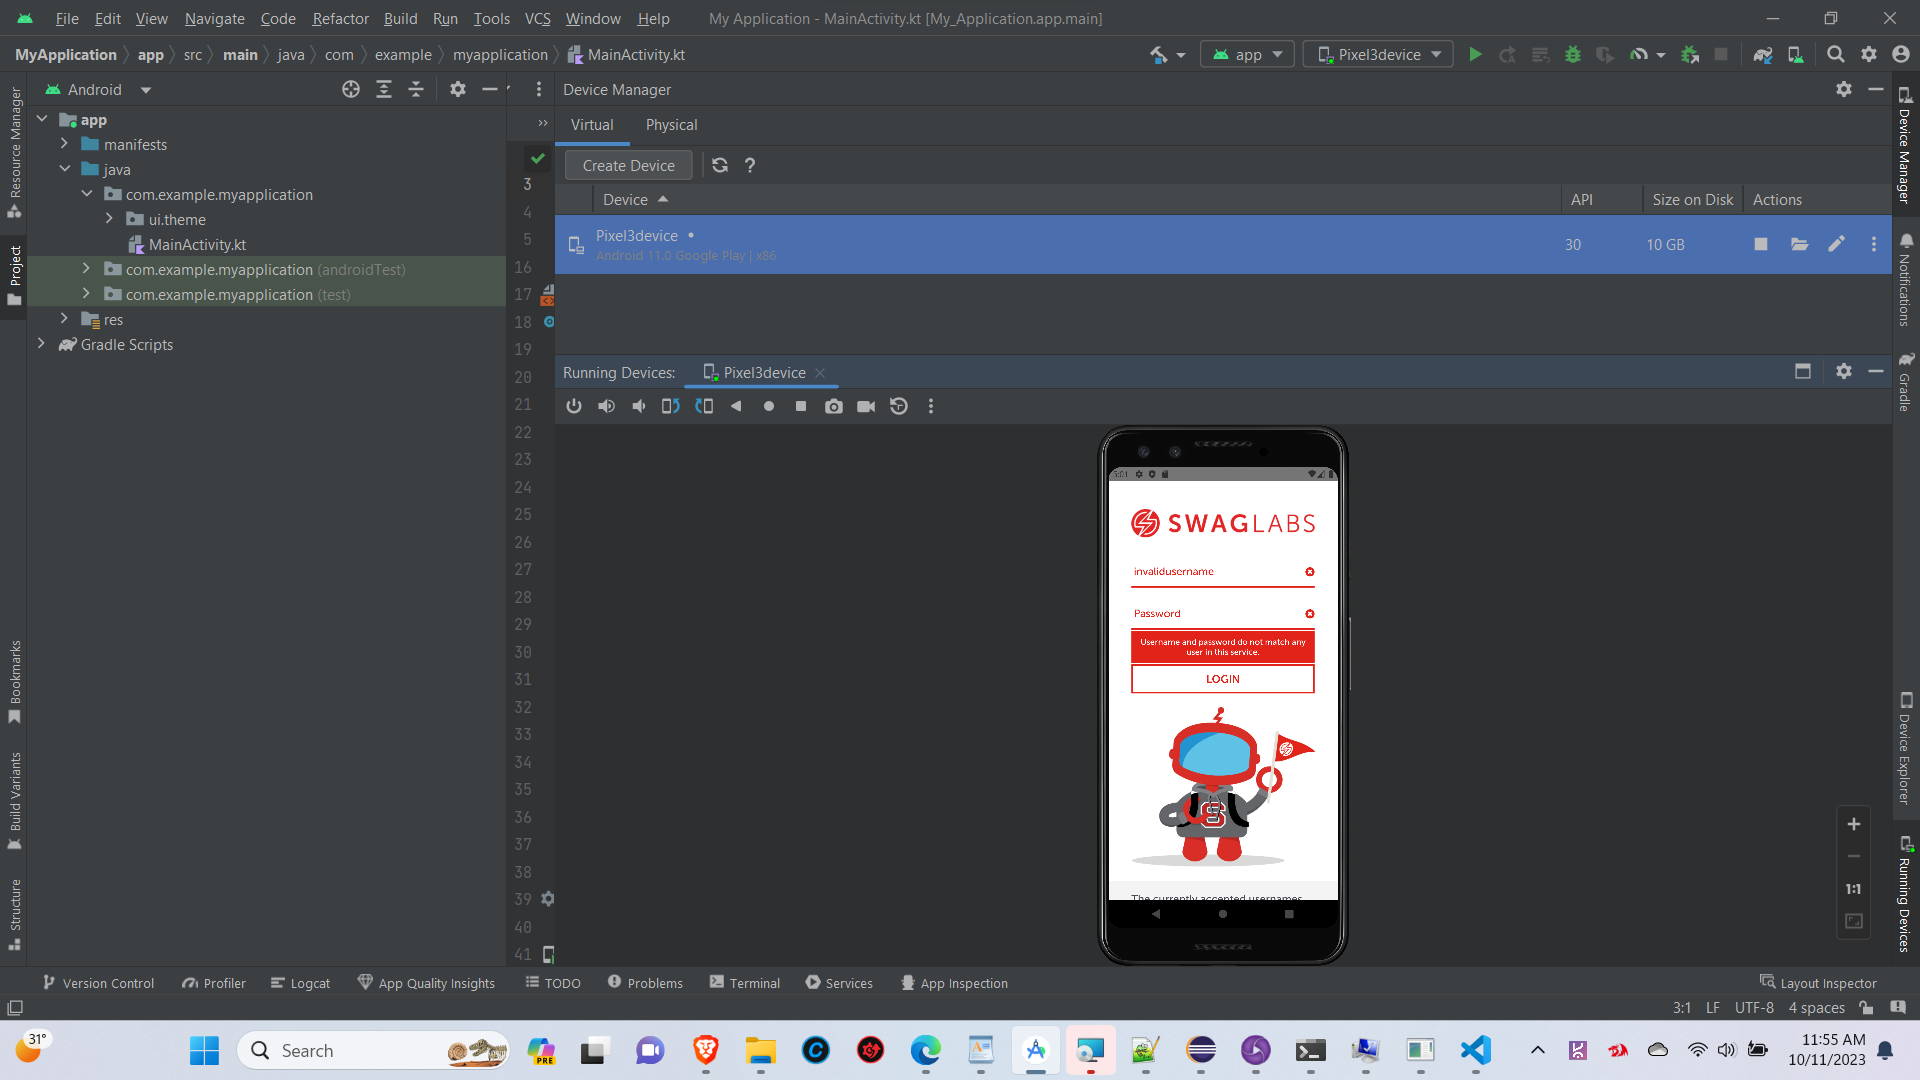 File Edit View Navigate Code Refactor Build Run Tools VCS Window Help My Application - MainActivity.kt [My_Application.app.main]
MyApplication app src main java com example myapplication MainActivity.kt app Pixel3device
Android
app
manifests
java
com.example.myapplication
ui.theme
MainActivity.kt
com.example.myapplication (androidTest)
com.example.myapplication (test)
res
Gradle Scripts
Resource Manager
Project
Bookmarks
Build Variants
Structure
3
4
5
16
17
18
19
20
21
22
23
24
25
26
27
28
29
30
31
32
33
34
35
36
37
38
39
40
41
Device Manager
Virtual Physical
Create Device
Device API Size on Disk Actions
Pixel3device
Android 11.0 Google Play | x86
30 10 GB
Running Devices: Pixel3device
SWAGLABS
invalidusername
Password
Username and password do not match any
user in this service.
LOGIN
S
The currently accepted usernames
1:1
Device Manager
Notifications
Gradle
Device Explorer
Running Devices
Version Control Profiler Logcat App Quality Insights TODO Problems Terminal Services App Inspection Layout Inspector
3:1 LF UTF-8 4 spaces
31°
Search
PRE
11:55 AM
10/11/2023